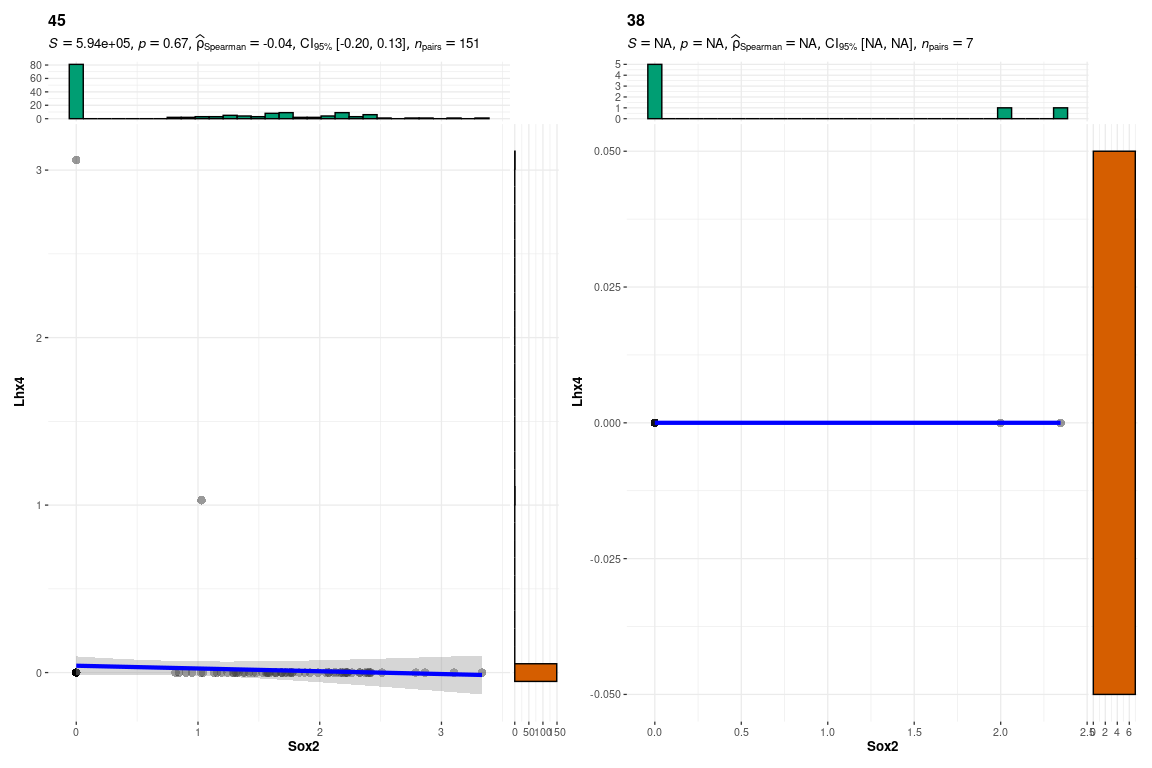 45
S = 5.94e+05, p = 0.67, ρ̂Spearman = -0.04, CI95% [-0.20, 0.13], npairs = 151
80
60
40
20
0
3
2
1
0
Lhx4
0 1 2 3
0 50 100 150
Sox2
38
S = NA, p = NA, ρ̂Spearman = NA, CI95% [NA, NA], npairs = 7
5
4
3
2
1
0
0.050
0.025
0.000
-0.025
-0.050
Lhx4
0.0 0.5 1.0 1.5 2.0 2.5
0 2 4 6
Sox2